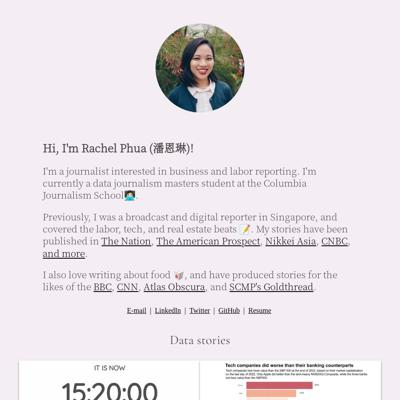 Hi, I'm Rachel Phua (潘恩琳)!
I'm a journalist interested in business and labor reporting. I'm
currently a data journalism masters student at the Columbia
Journalism School👩🏻‍💻.
Previously, I was a broadcast and digital reporter in Singapore, and
covered the labor, tech, and real estate beats 📝. My stories have been
published in The Nation, The American Prospect, Nikkei Asia, CNBC,
and more.
I also love writing about food 🥡, and have produced stories for the
likes of the BBC, CNN, Atlas Obscura, and SCMP's Goldthread.
E-mail | LinkedIn | Twitter | GitHub | Resume
Data stories
IT IS NOW
15:20:00
Tech companies did worse than their banking counterparts